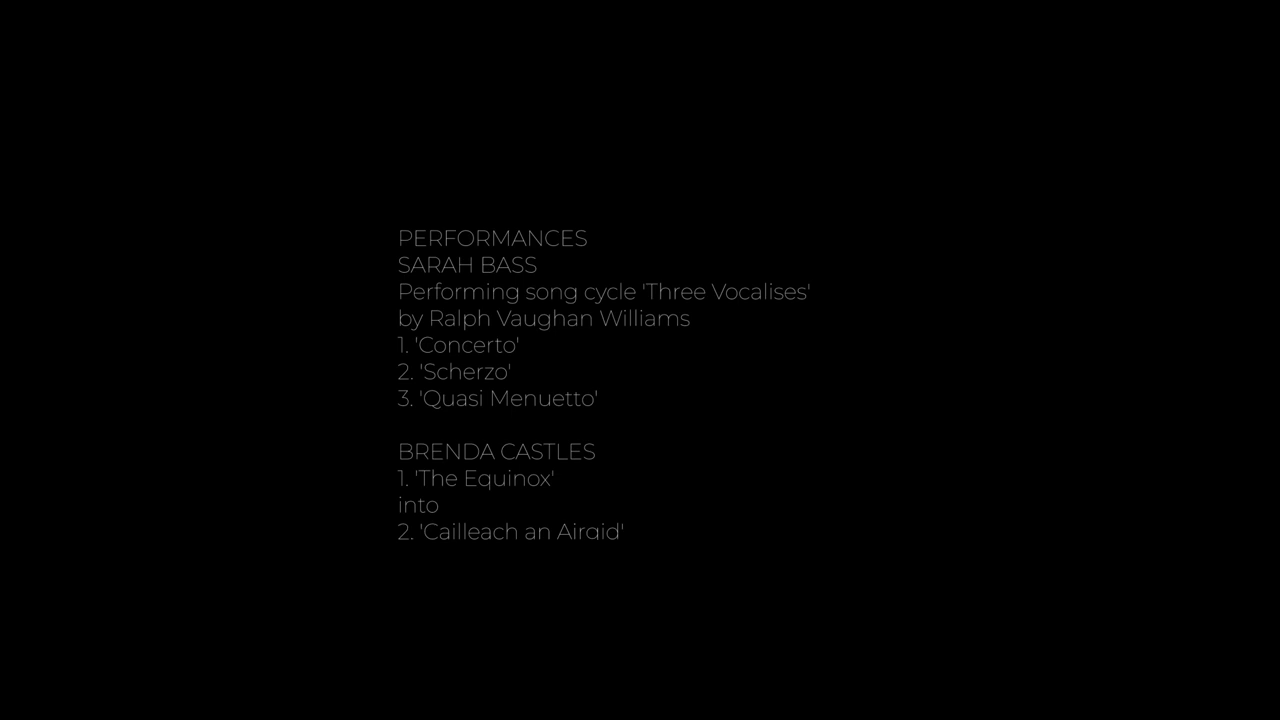 PERFORMANCES
SARAH BASS
Performing song cycle 'Three Vocalises'
by Ralph Vaughan Williams
1. 'Concerto'
2. 'Scherzo'
3. 'Quasi Menuetto'
BRENDA CASTLES
1. 'The Equinox'
into
2. 'Cailleach an Airgid'